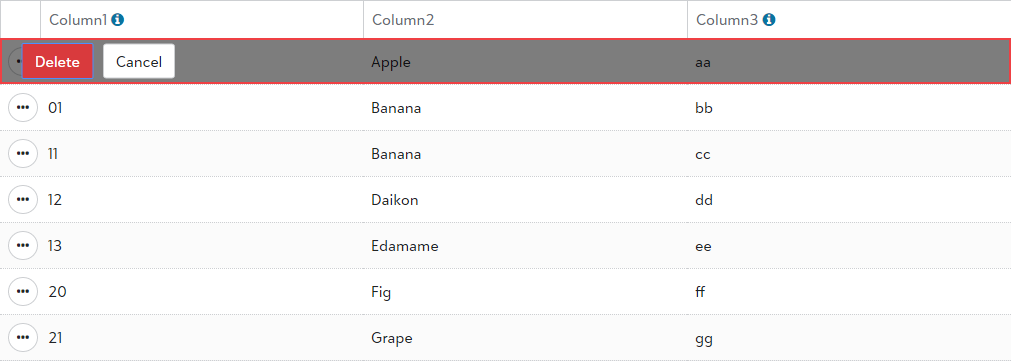 Column1 Column2 Column3
Delete Cancel Apple aa
01 Banana bb
11 Banana cc
12 Daikon dd
13 Edamame ee
20 Fig ff
21 Grape gg